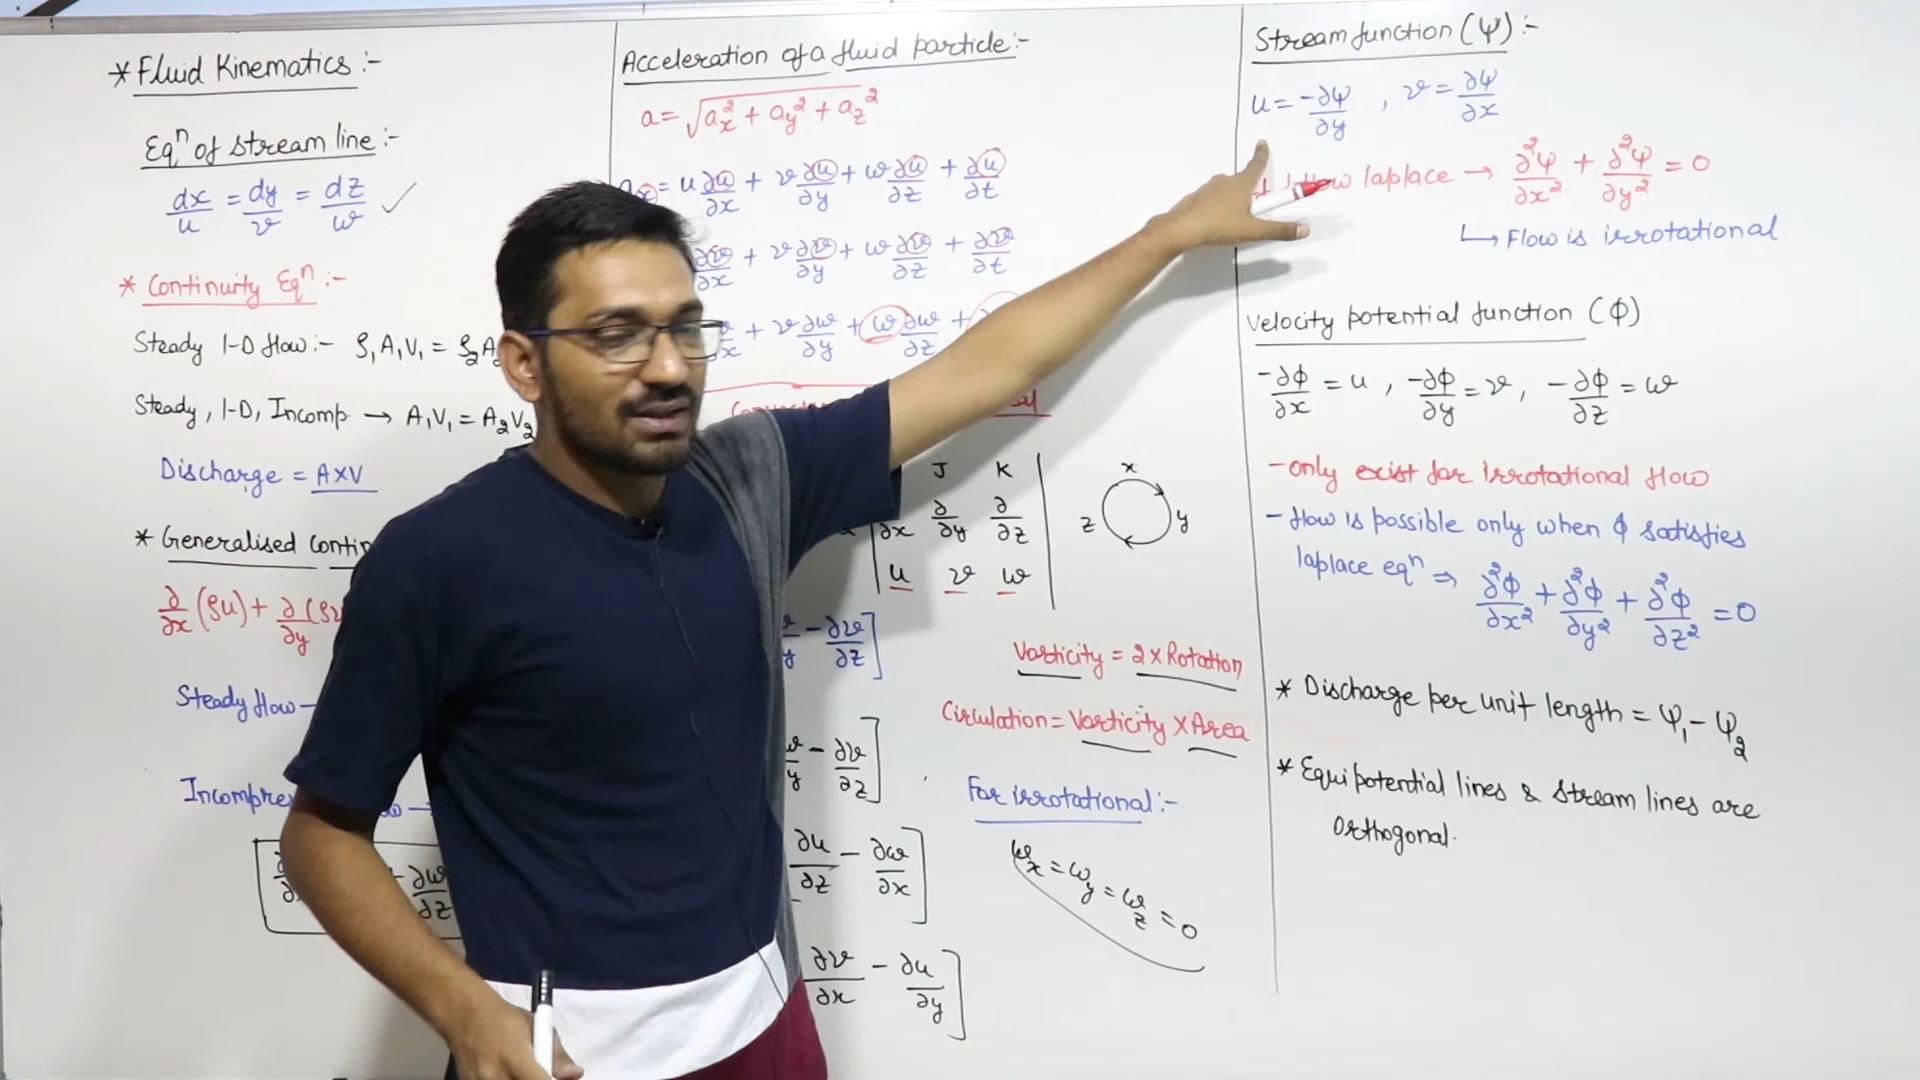 * Fluid Kinematics :-
Eqⁿ of stream line :-
dx/u = dy/v = dz/w ✓
* Continuity Eqⁿ :-
Steady 1-D flow :- ρ₁A₁V₁ = ρ₂A₂
Steady, 1-D, Incomp. → A₁V₁ = A₂V₂
Discharge = A×V
* Generalised contin
∂/∂x (ρu) + ∂/∂y (ρv
Steady flow –
Incompre ow →
∂w/∂z
Acceleration of a fluid particle :-
a = √(aₓ² + a_y² + a_z²)
aₓ = u ∂u/∂x + v ∂u/∂y + w ∂u/∂z + ∂u/∂t
∂v/∂x + v ∂v/∂y + w ∂v/∂z + ∂v/∂t
+ v ∂w/∂y + w ∂w/∂z +
J K
∂/∂x ∂/∂y ∂/∂z
u v w
x
z y
– ∂v/∂z ]
Vorticity = 2 × Rotation
Circulation = Vorticity × Area
– ∂v/∂z ]
For irrotational :-
∂u/∂z – ∂w/∂x ]
ωₓ = ω_y = ω_z = 0
∂v/∂x – ∂u/∂y ]
Stream function (ψ) :-
u = -∂ψ/∂y , v = ∂ψ/∂x
laplace → ∂²ψ/∂x² + ∂²ψ/∂y² = 0
↳ Flow is irrotational
Velocity potential function (ϕ)
-∂ϕ/∂x = u , -∂ϕ/∂y = v , -∂ϕ/∂z = w
- only exist for irrotational flow
- flow is possible only when ϕ satisfies
laplace eqⁿ ⇒ ∂²ϕ/∂x² + ∂²ϕ/∂y² + ∂²ϕ/∂z² = 0
* Discharge per unit length = ψ₁ - ψ₂
* Equipotential lines & stream lines are
Orthogonal.